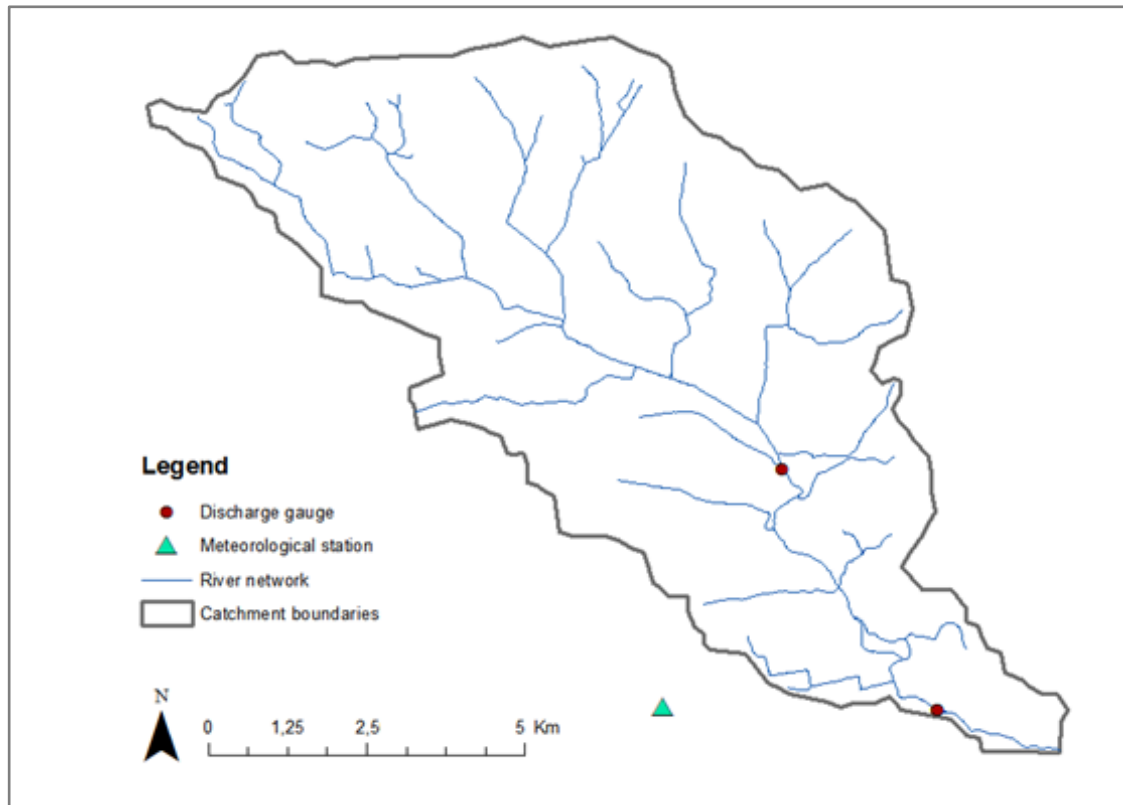 Legend
Discharge gauge
Meteorological station
River network
Catchment boundaries
N
0 1,25 2,5 5 Km